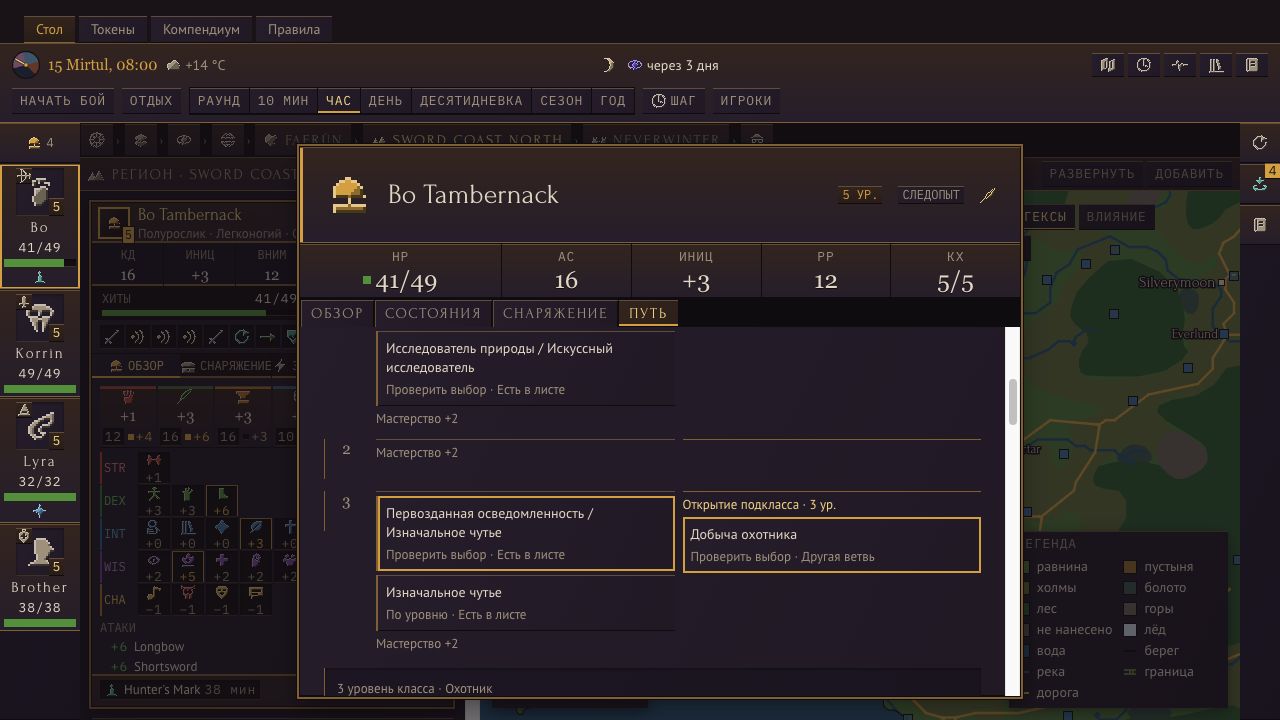 Стол Токены Компендиум Правила
15 Mirtul, 08:00 +14 °C через 3 дня
НАЧАТЬ БОЙ ОТДЫХ РАУНД 10 МИН ЧАС ДЕНЬ ДЕСЯТИДНЕВКА СЕЗОН ГОД ШАГ ИГРОКИ
4 FAERÛN SWORD COAST NORTH NEVERWINTER
РЕГИОН · SWORD COAST РАЗВЕРНУТЬ ДОБАВИТЬ
4
5
Bo
41/49
5
Korrin
49/49
5
Lyra
32/32
5
Brother
38/38
Bo Tambernack
Полурослик · Легконогий ·
5
КД ИНИЦ ВНИМ
16 +3 12
ХИТЫ 41/49
ОБЗОР СНАРЯЖЕНИЕ
+1 +3 +3
12 +4 16 +6 16 +3 10
STR +1
DEX +3 +3 +6
INT +0 +0 +0 +3 +0
WIS +2 +5 +2 +2 +2
CHA −1 −1 −1 −1
АТАКИ
+6 Longbow
+6 Shortsword
Hunter's Mark 38 мин
Bo Tambernack 5 УР. СЛЕДОПЫТ
HP AC ИНИЦ PP КХ
41/49 16 +3 12 5/5
ОБЗОР СОСТОЯНИЯ СНАРЯЖЕНИЕ ПУТЬ
Исследователь природы / Искуссный
исследователь
Проверить выбор · Есть в листе
Мастерство +2
2 Мастерство +2
3
Первозданная осведомленность /
Изначальное чутье
Проверить выбор · Есть в листе
Открытие подкласса · 3 ур.
Добыча охотника
Проверить выбор · Другая ветвь
Изначальное чутье
По уровню · Есть в листе
Мастерство +2
3 уровень класса · Охотник
ГЕКСЫ ВЛИЯНИЕ
Silverymoon
Everlund
ЕГЕНДА
равнина пустыня
холмы болото
лес горы
не нанесено лёд
вода берег
река граница
дорога